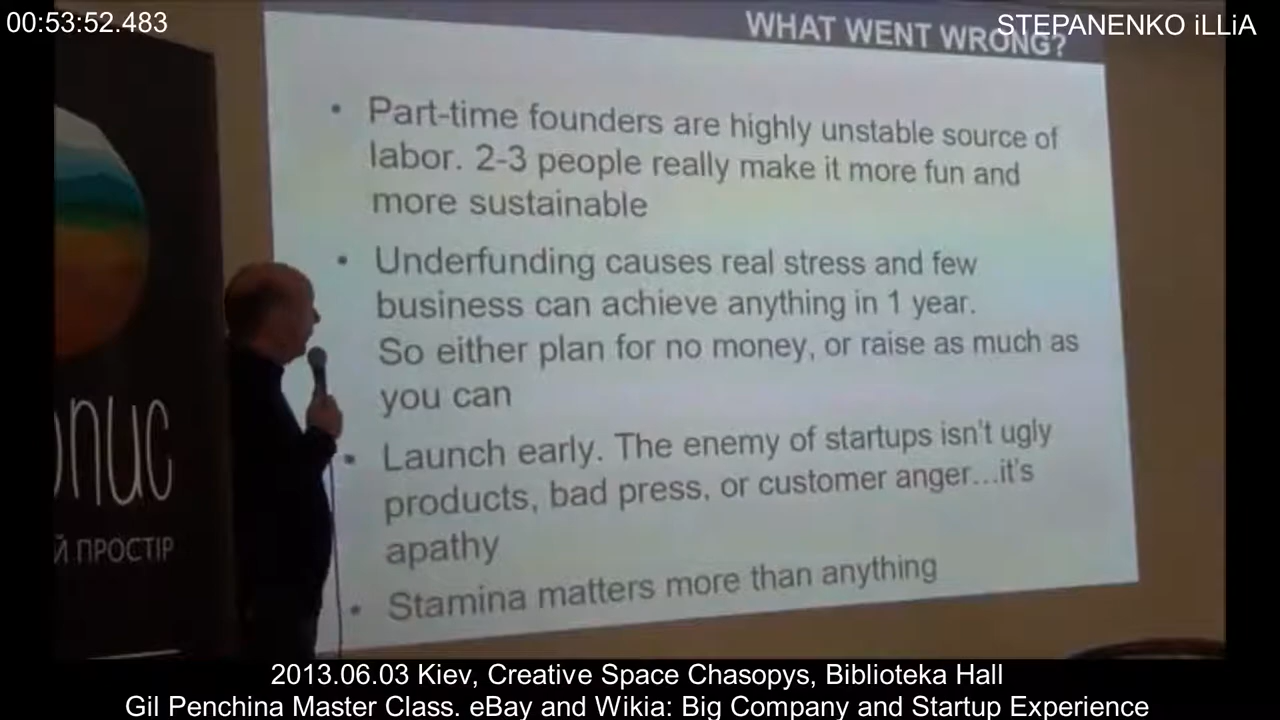 00:53:52.483
STEPANENKO iLLiA
WHAT WENT WRONG?
• Part-time founders are highly unstable source of
labor. 2-3 people really make it more fun and
more sustainable
• Underfunding causes real stress and few
business can achieve anything in 1 year.
So either plan for no money, or raise as much as
you can
• Launch early. The enemy of startups isn't ugly
products, bad press, or customer anger...it's
apathy
• Stamina matters more than anything
опис
й ПРОСТІР
2013.06.03 Kiev, Creative Space Chasopys, Biblioteka Hall
Gil Penchina Master Class. eBay and Wikia: Big Company and Startup Experience